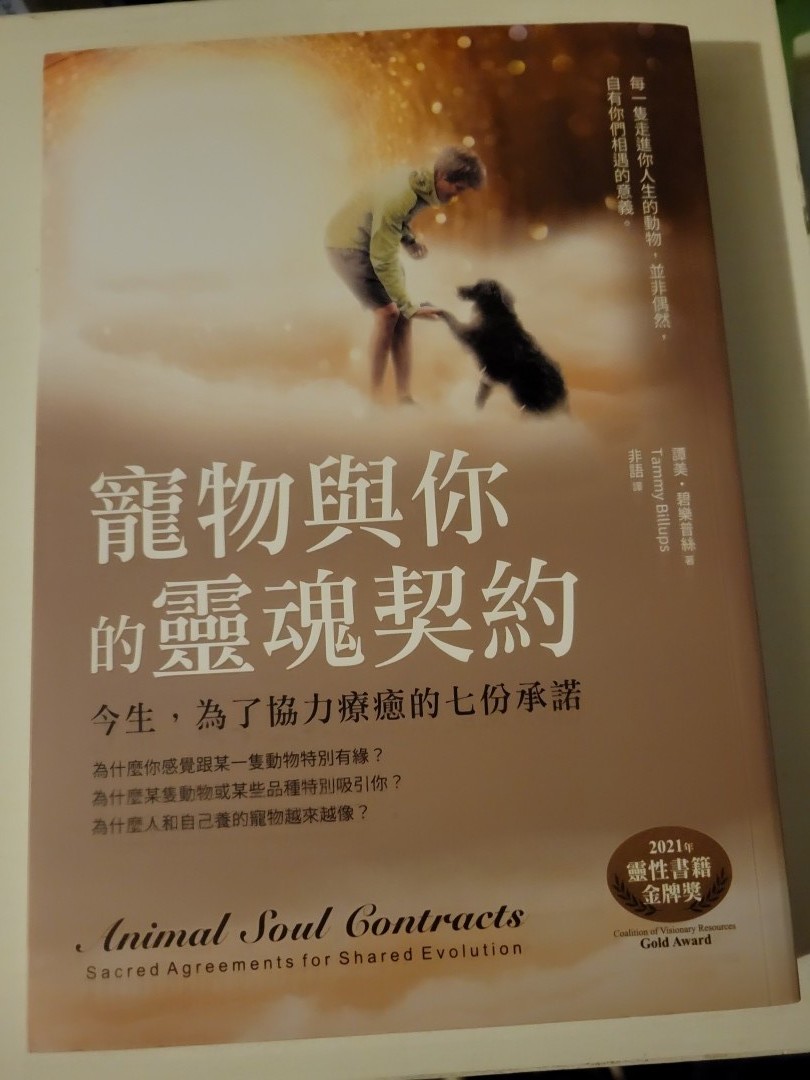 每一隻走進你人生的動物，並非偶然，
自有你們相遇的意義。
譚美・碧樂普絲 著
Tammy Billups
非語 譯
寵物與你
的靈魂契約
今生，為了協力療癒的七份承諾
為什麼你感覺跟某一隻動物特別有緣？
為什麼某隻動物或某些品種特別吸引你？
為什麼人和自己養的寵物越來越像？
2021年
靈性書籍
金牌獎
Coalition of Visionary Resources
Gold Award
Animal Soul Contracts
Sacred Agreements for Shared Evolution